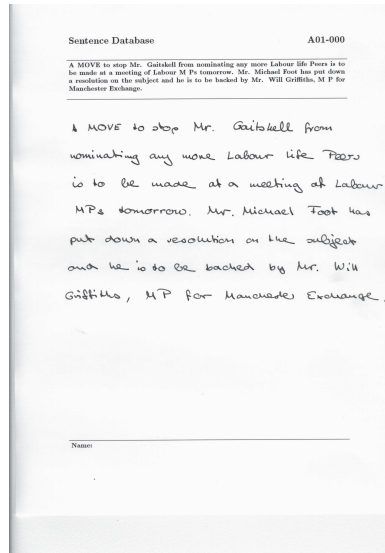 Sentence Database A01-000
A MOVE to stop Mr. Gaitskell from nominating any more Labour life Peers is to
be made at a meeting of Labour M Ps tomorrow. Mr. Michael Foot has put down
a resolution on the subject and he is to be backed by Mr. Will Griffiths, M P for
Manchester Exchange.
A MOVE to stop Mr. Gaitskell from
nominating any more Labour life Peers
is to be made at a meeting of Labour
MPs tomorrow. Mr. Michael Foot has
put down a resolution on the subject
and he is to be backed by Mr. Will
Griffiths, MP for Manchester Exchange.
Name: